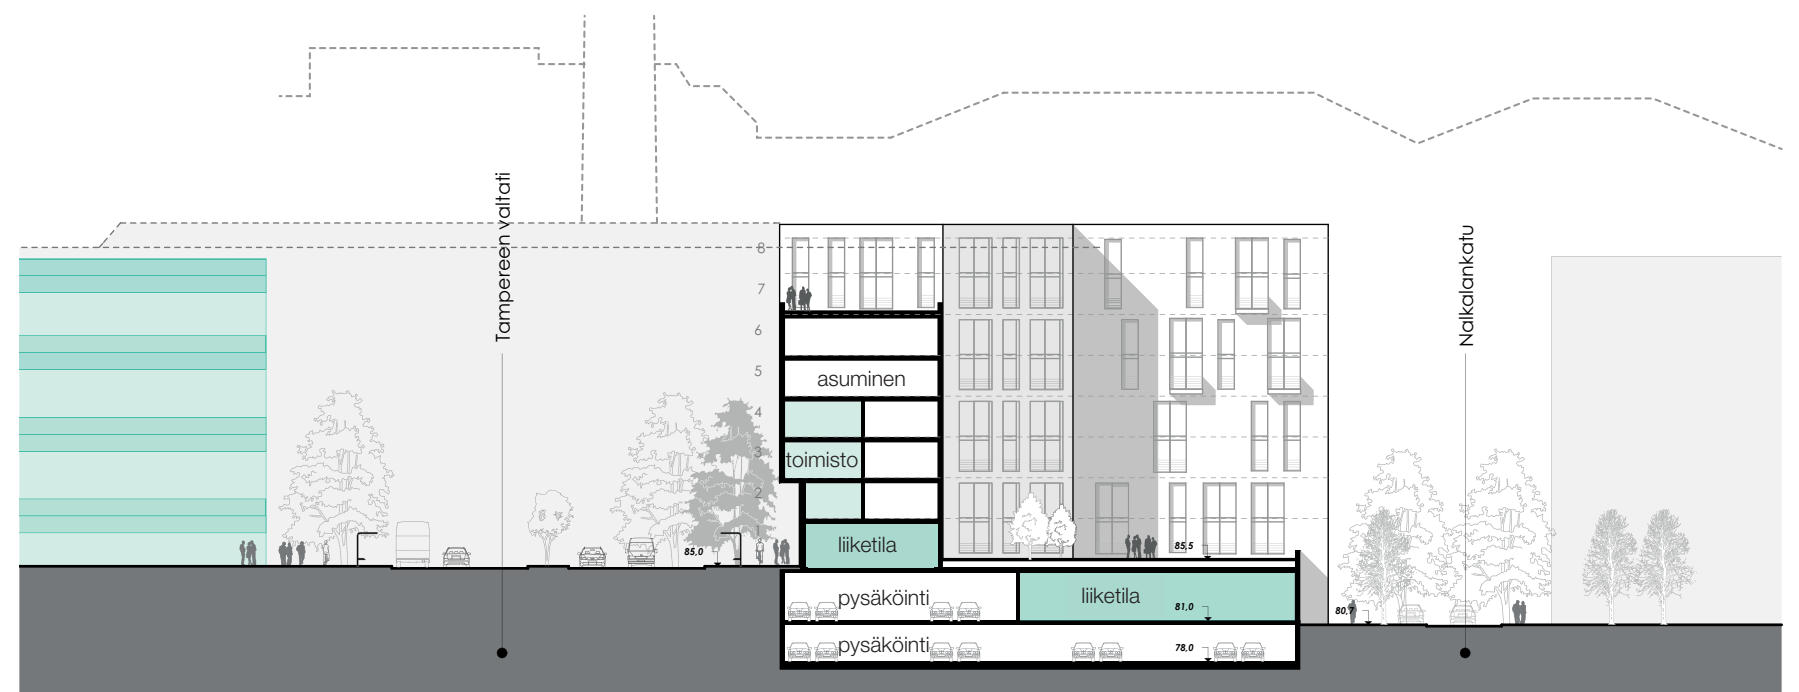 Tampereen valtati
Nalkalankatu
8
7
6
5
4
3
2
1
asuminen
toimisto
liiketila
85,0
85,5
pysäköinti
liiketila
81,0
80,7
pysäköinti
78,0